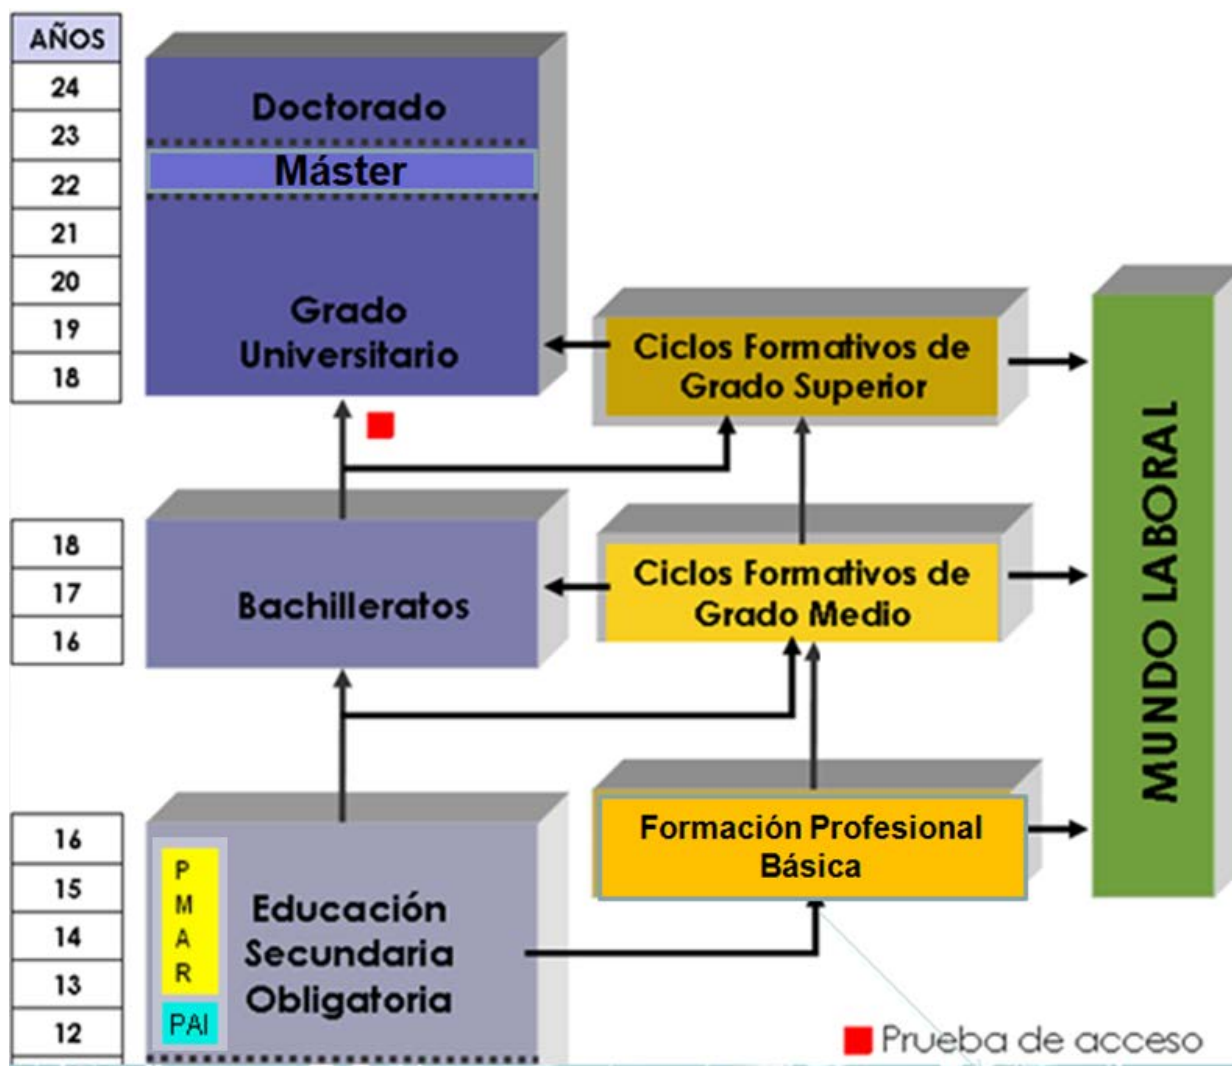 AÑOS
24
23
22
21
20
19
18
Doctorado
Máster
Grado
Universitario
Ciclos Formativos de
Grado Superior
18
17
16
Bachilleratos
Ciclos Formativos de
Grado Medio
MUNDO LABORAL
16
15
14
13
12
P
M
A
R
PAI
Educación
Secundaria
Obligatoria
Formación Profesional
Básica
Prueba de acceso